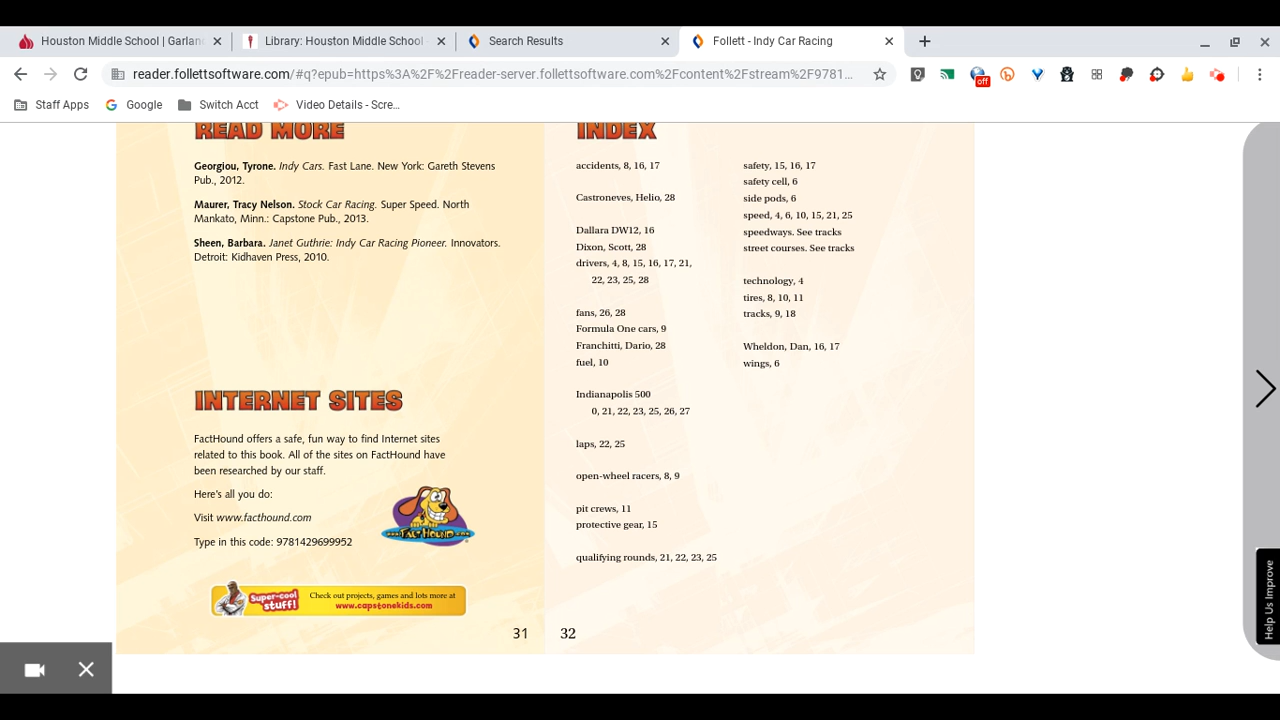 Houston Middle School | Garlan
Library: Houston Middle School -
Search Results
Follett - Indy Car Racing
reader.follettsoftware.com/#q?epub=https%3A%2F%2Freader-server.follettsoftware.com%2Fcontent%2Fstream%2F9781...
off
Staff Apps
Google
Switch Acct
Video Details - Scre...
READ MORE
Georgiou, Tyrone. Indy Cars. Fast Lane. New York: Gareth Stevens
Pub., 2012.
Maurer, Tracy Nelson. Stock Car Racing. Super Speed. North
Mankato, Minn.: Capstone Pub., 2013.
Sheen, Barbara. Janet Guthrie: Indy Car Racing Pioneer. Innovators.
Detroit: Kidhaven Press, 2010.
INTERNET SITES
FactHound offers a safe, fun way to find Internet sites
related to this book. All of the sites on FactHound have
been researched by our staff.
Here's all you do:
Visit www.facthound.com
Type in this code: 9781429699952
www.FACTHOUND.com
Super-cool
stuff!
Check out projects, games and lots more at
www.capstonekids.com
31
INDEX
accidents, 8, 16, 17
Castroneves, Helio, 28
Dallara DW12, 16
Dixon, Scott, 28
drivers, 4, 8, 15, 16, 17, 21,
22, 23, 25, 28
fans, 26, 28
Formula One cars, 9
Franchitti, Dario, 28
fuel, 10
Indianapolis 500
0, 21, 22, 23, 25, 26, 27
laps, 22, 25
open-wheel racers, 8, 9
pit crews, 11
protective gear, 15
qualifying rounds, 21, 22, 23, 25
safety, 15, 16, 17
safety cell, 6
side pods, 6
speed, 4, 6, 10, 15, 21, 25
speedways. See tracks
street courses. See tracks
technology, 4
tires, 8, 10, 11
tracks, 9, 18
Wheldon, Dan, 16, 17
wings, 6
32
Help Us Improve